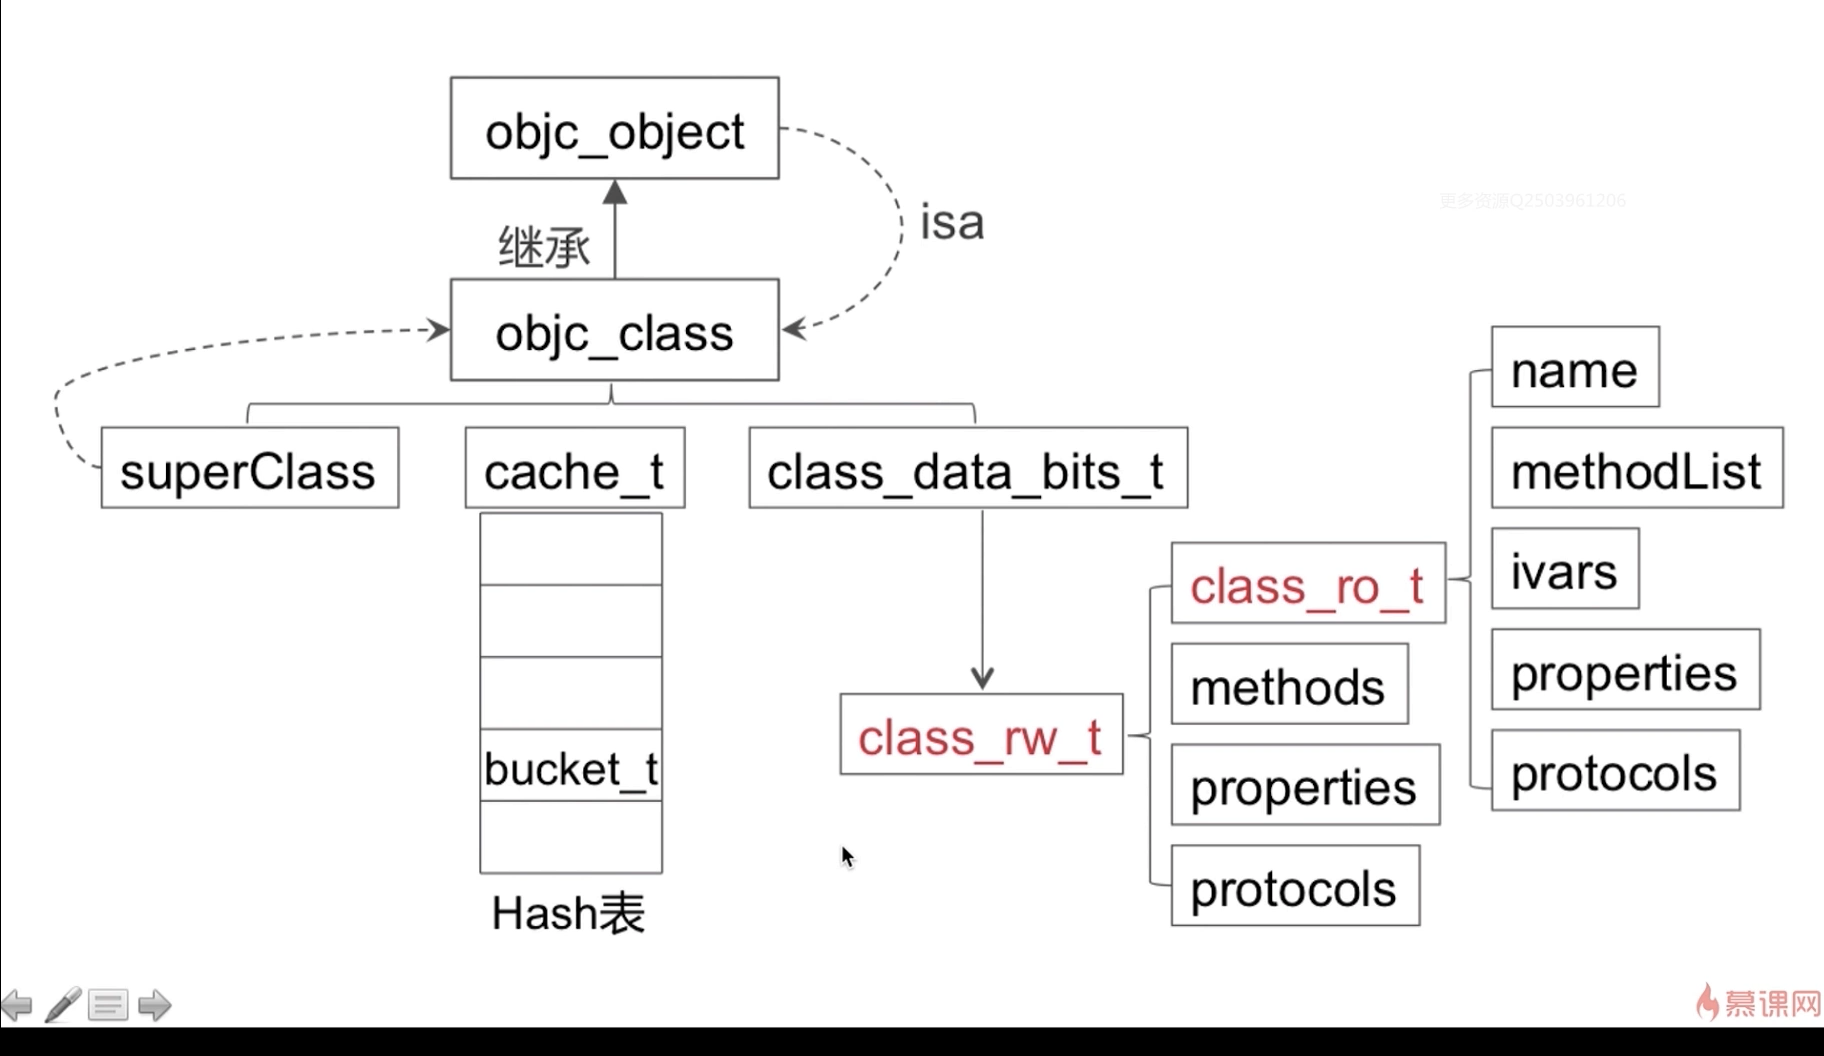 objc_object
更多资源Q2503961206
isa
继承
objc_class
name
superClass
cache_t
class_data_bits_t
methodList
class_ro_t
ivars
methods
properties
class_rw_t
bucket_t
properties
protocols
protocols
Hash表
慕课网